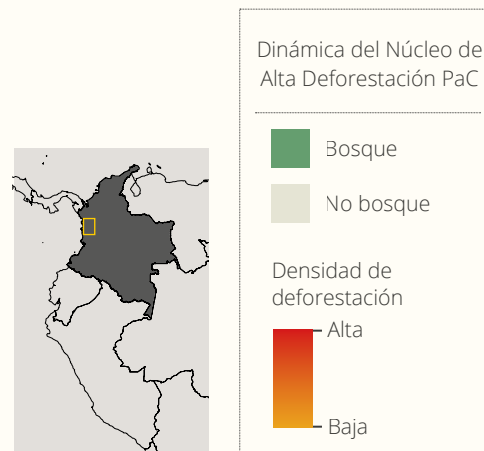 Dinámica del Núcleo de
Alta Deforestación PaC
Bosque
No bosque
Densidad de
deforestación
Alta
Baja